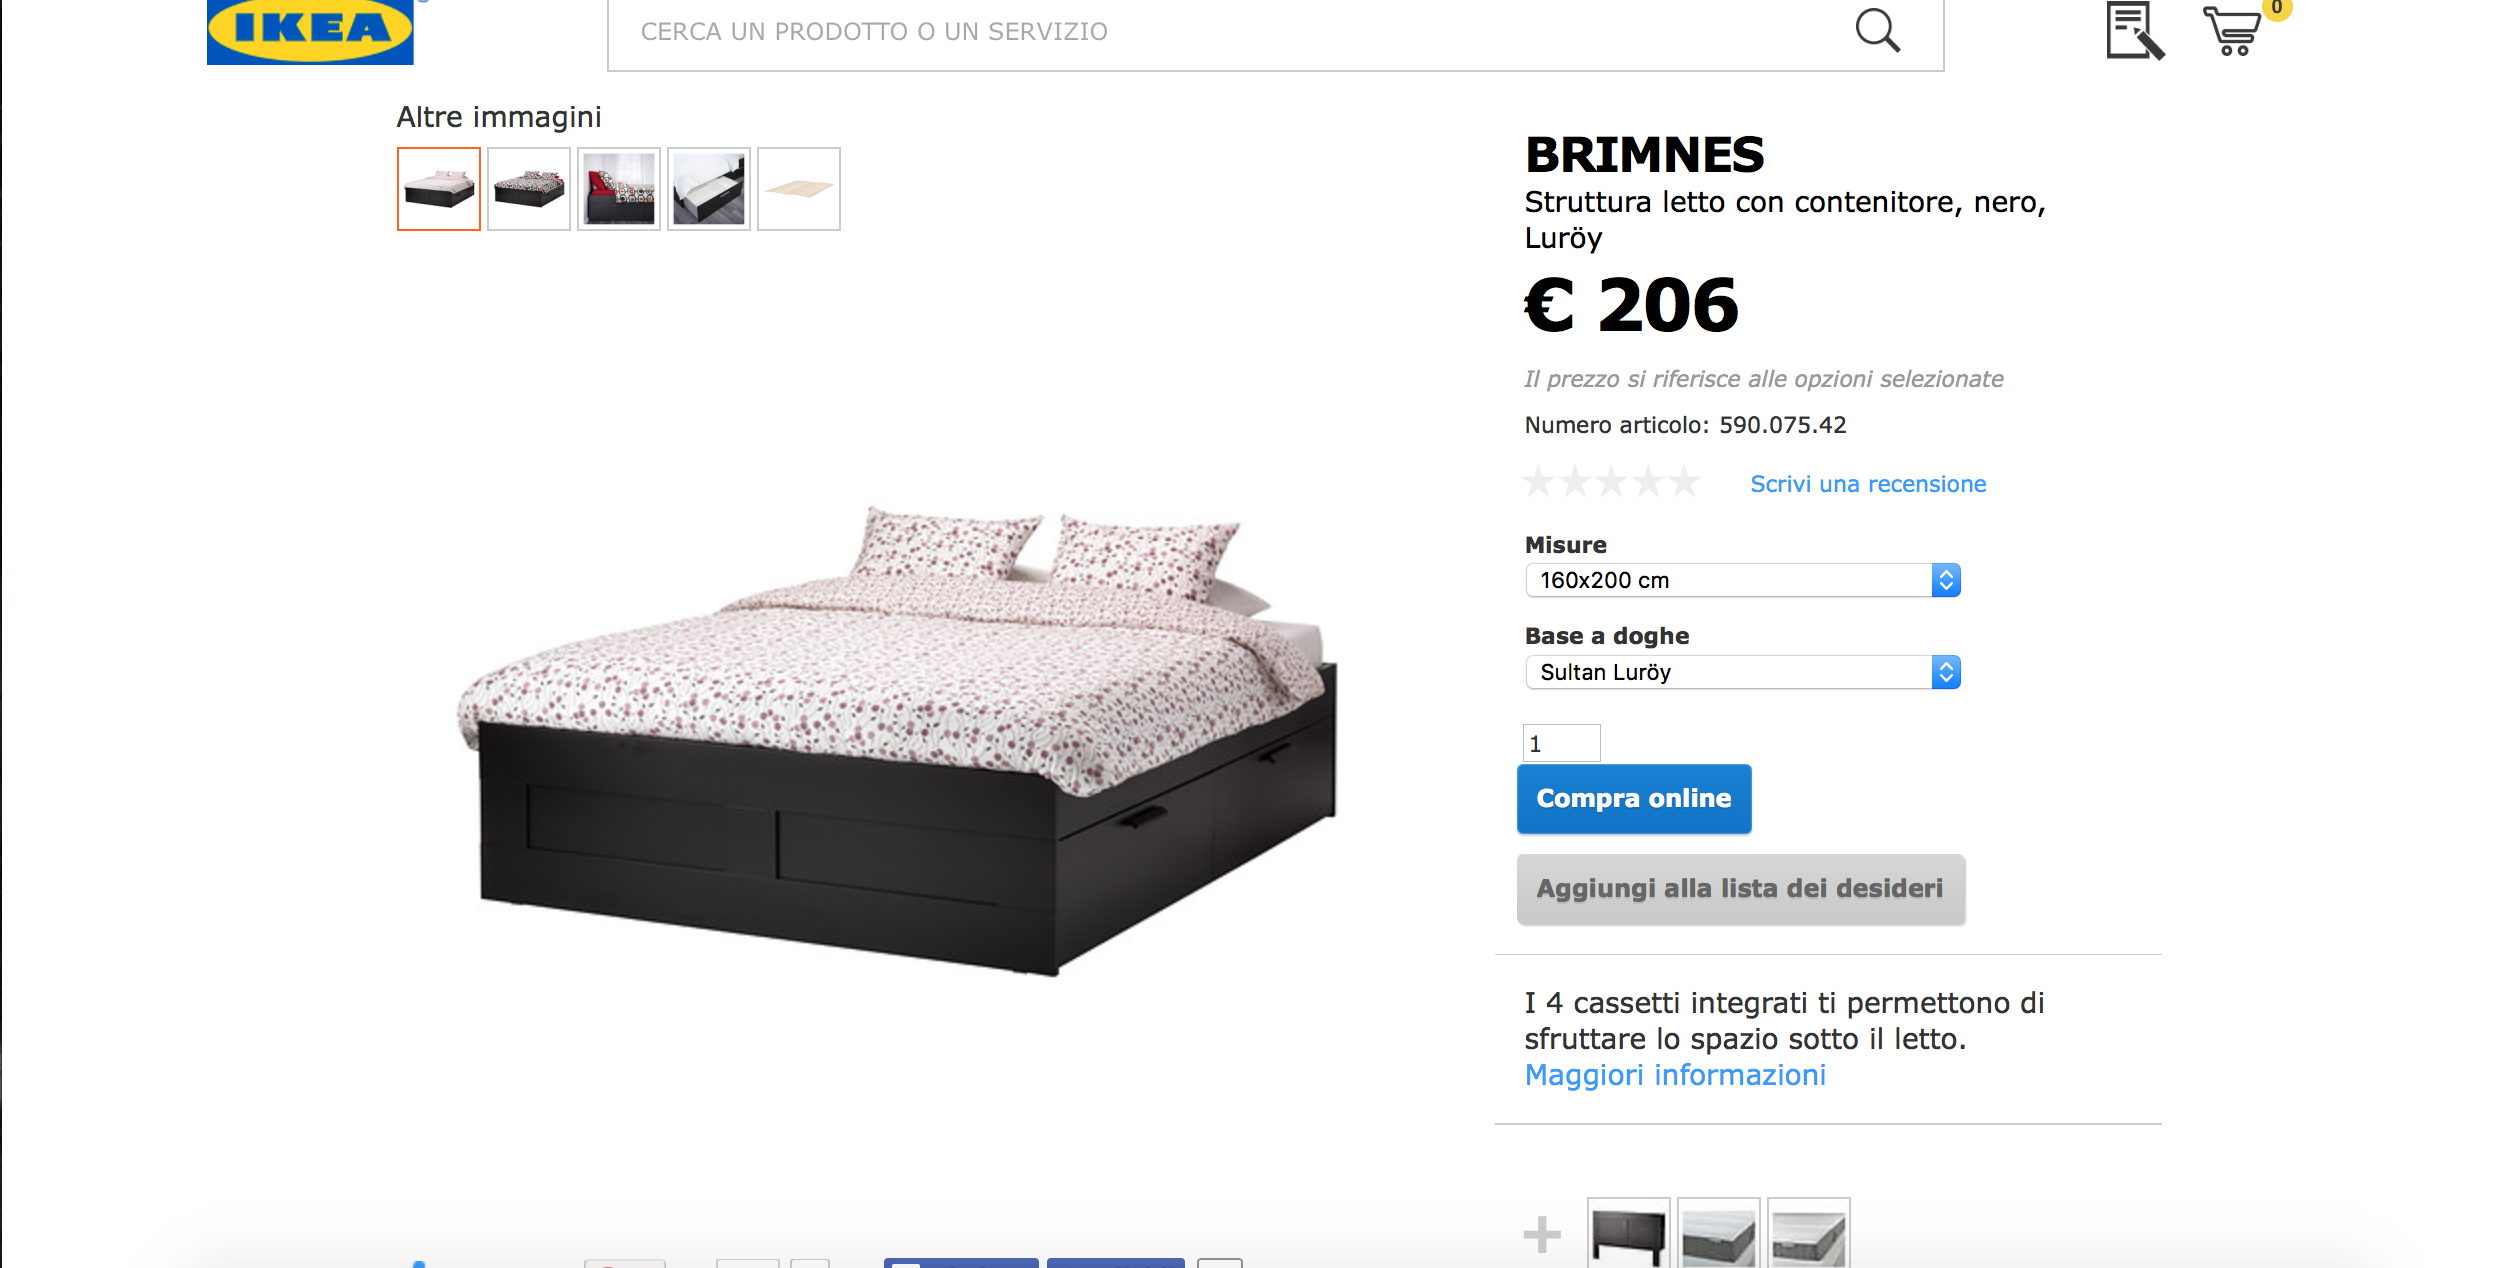 IKEA
CERCA UN PRODOTTO O UN SERVIZIO
0
Altre immagini
BRIMNES
Struttura letto con contenitore, nero,
Luröy
€ 206
Il prezzo si riferisce alle opzioni selezionate
Numero articolo: 590.075.42
Scrivi una recensione
Misure
160x200 cm
Base a doghe
Sultan Luröy
1
Compra online
Aggiungi alla lista dei desideri
I 4 cassetti integrati ti permettono di
sfruttare lo spazio sotto il letto.
Maggiori informazioni
+